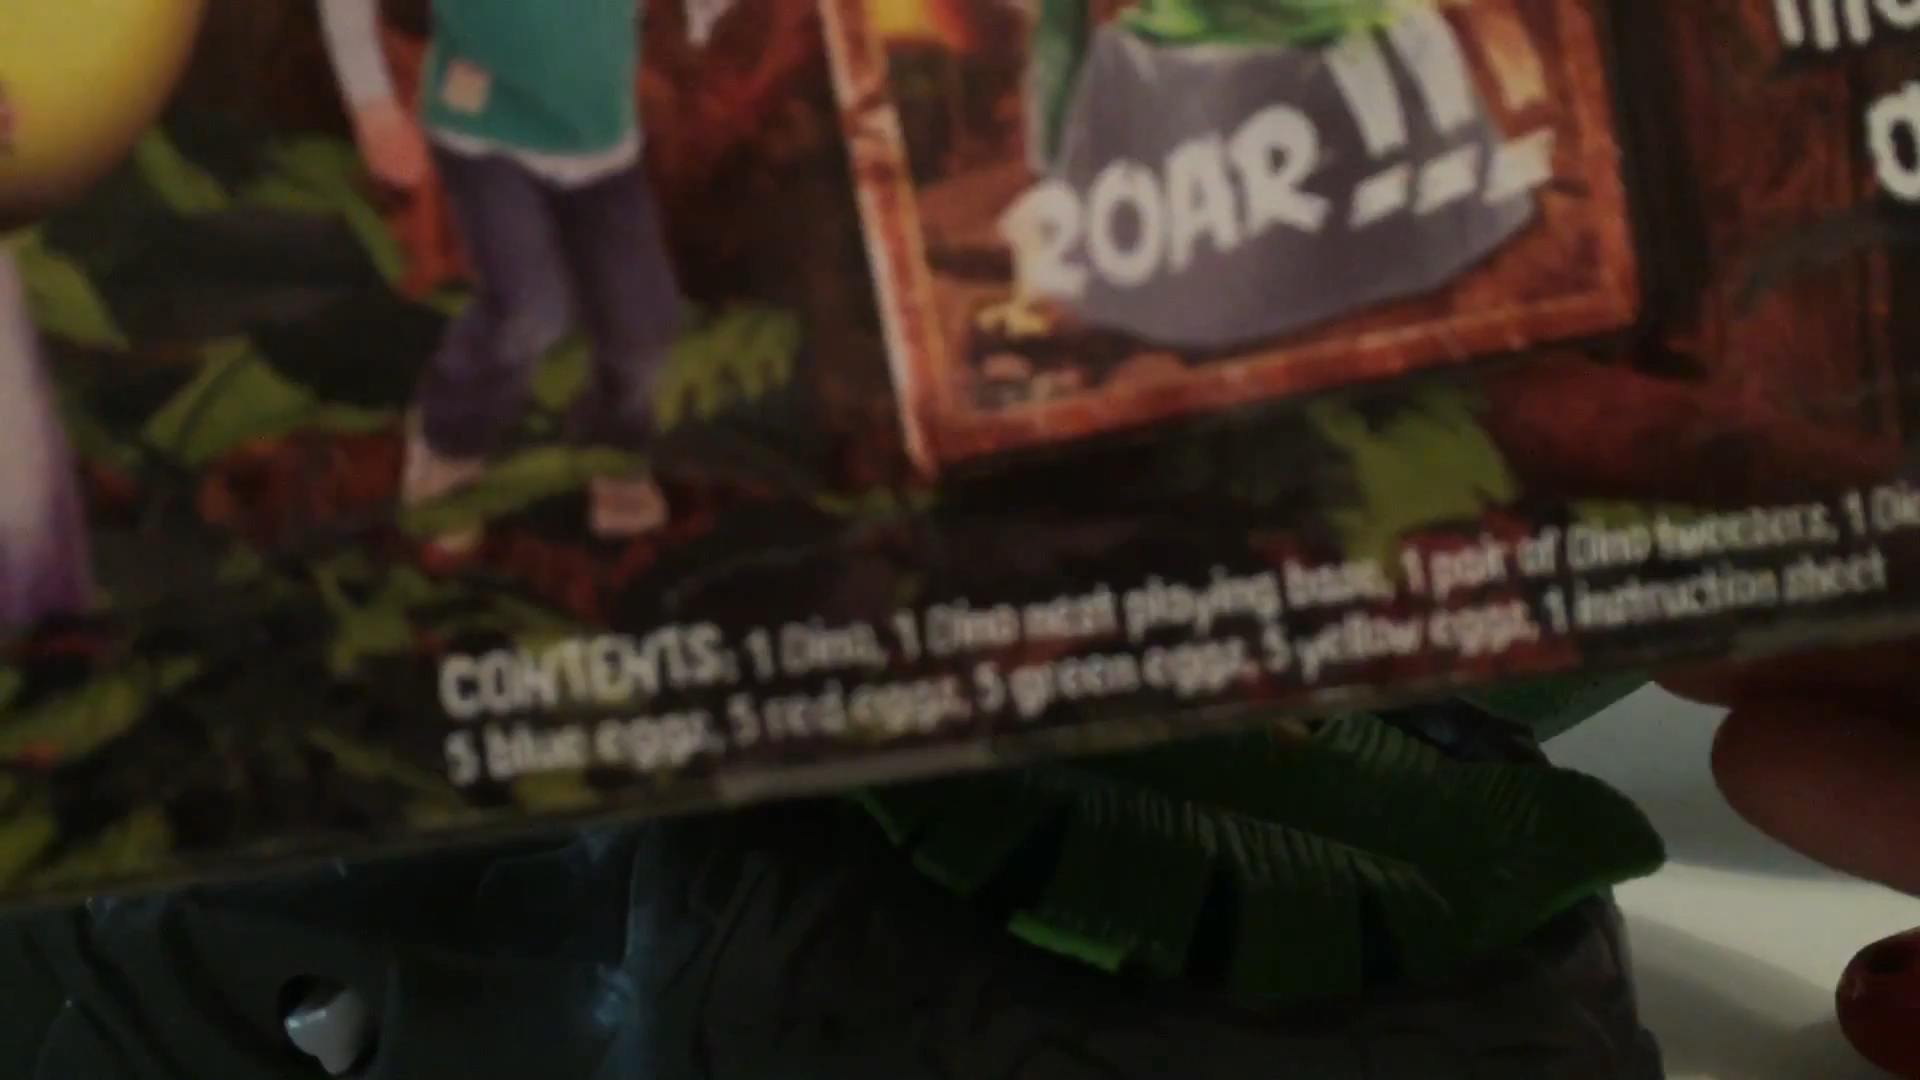 ROAR!!
CONTENTS: 1 Dino, 1 Dino nest playing base, 1 pair of Dino tweezers, 1
5 blue eggs, 5 red eggs, 5 green eggs, 5 yellow eggs, 1 instruction sheet